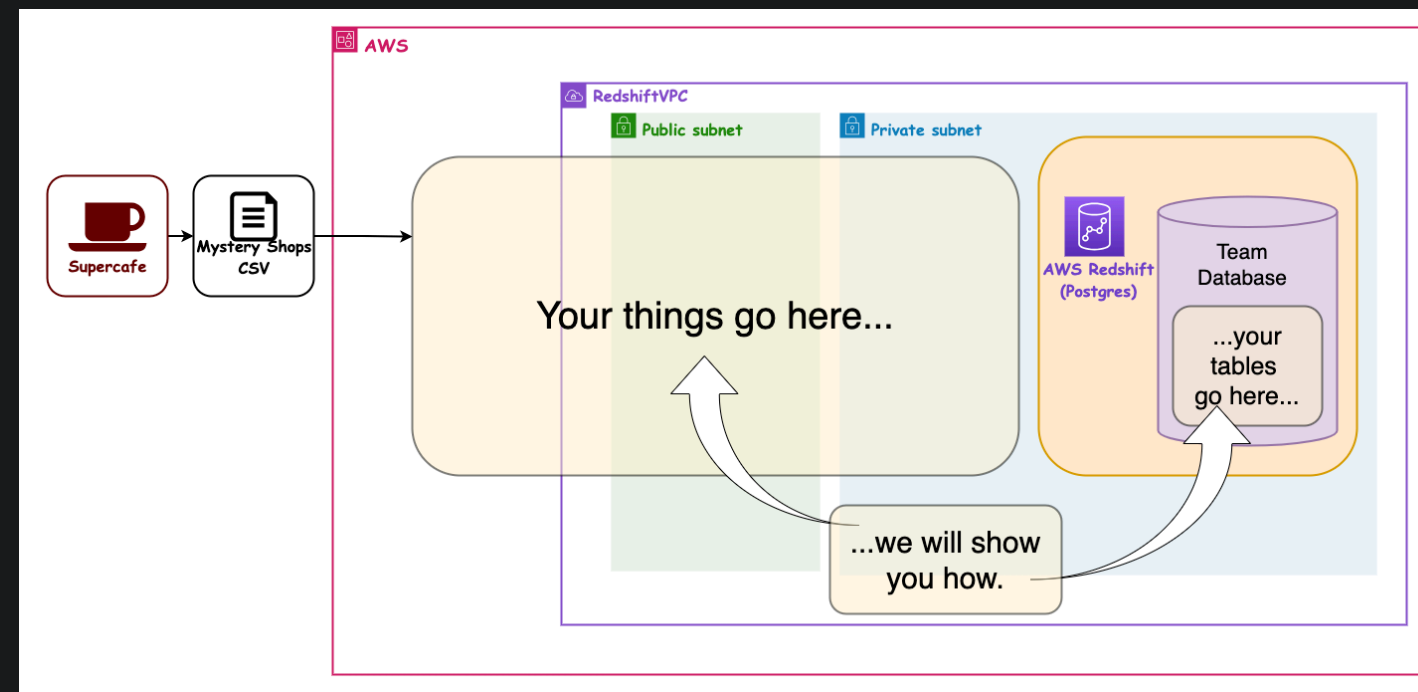 AWS
RedshiftVPC
Public subnet
Private subnet
Supercafe
Mystery Shops
CSV
Your things go here...
AWS Redshift
(Postgres)
Team
Database
...your
tables
go here...
...we will show
you how.